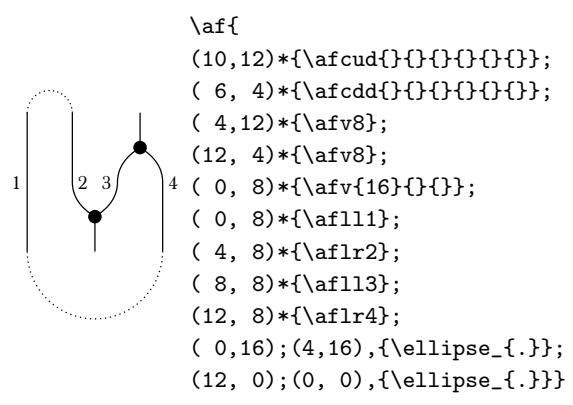 1 2 3 4
\af{
(10,12)*{\afcud{}{}{}{}{}{}};
( 6, 4)*{\afcdd{}{}{}{}{}{}};
( 4,12)*{\afv8};
(12, 4)*{\afv8};
( 0, 8)*{\afv{16}{}{}};
( 0, 8)*{\afll1};
( 4, 8)*{\aflr2};
( 8, 8)*{\afll3};
(12, 8)*{\aflr4};
( 0,16);(4,16),{\ellipse_{.}};
(12, 0);(0, 0),{\ellipse_{.}}}